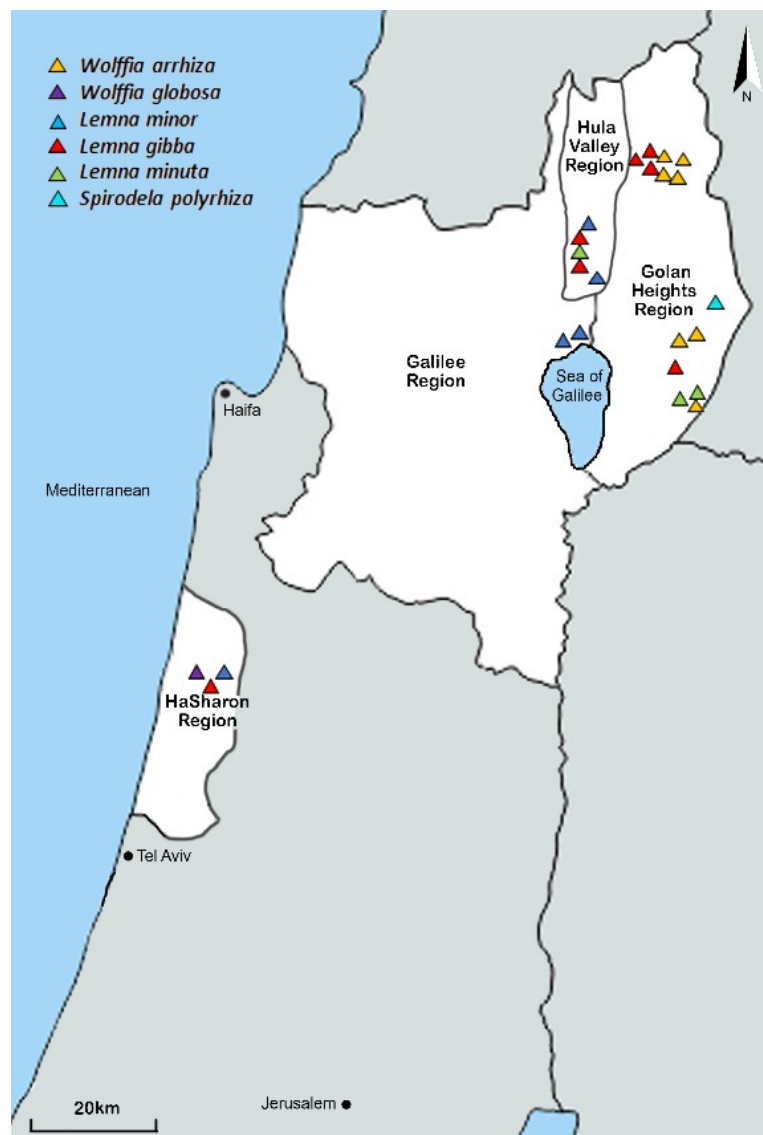 Wolffia arrhiza
Wolffia globosa
Lemna minor
Lemna gibba
Lemna minuta
Spirodela polyrhiza
N
Hula
Valley
Region
Golan
Heights
Region
Galilee
Region
Sea of
Galilee
Haifa
Mediterranean
HaSharon
Region
Tel Aviv
Jerusalem
20km